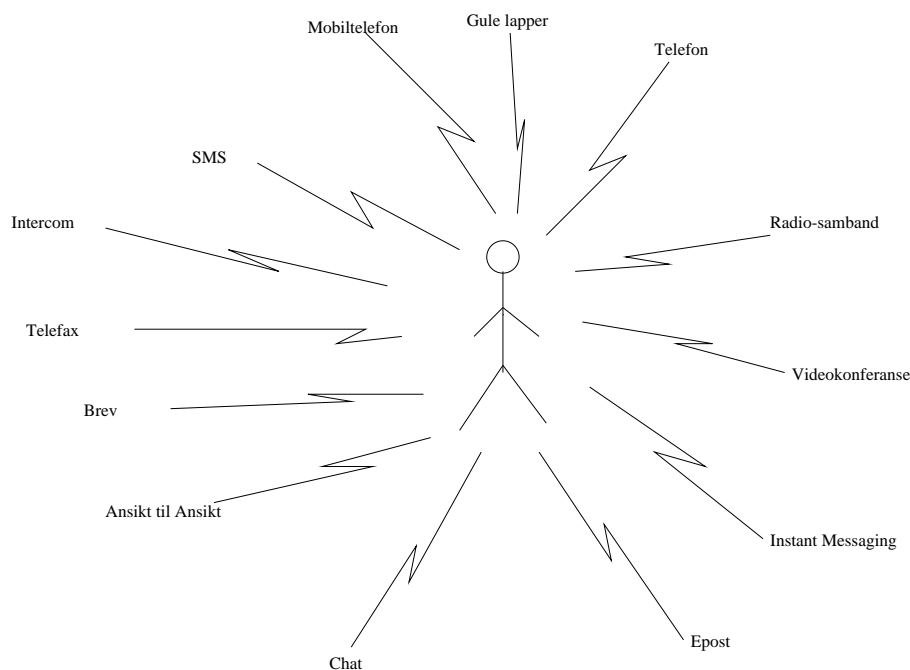 Gule lapper
Mobiltelefon
Telefon
SMS
Intercom
Radio-samband
Telefax
Videokonferanse
Brev
Ansikt til Ansikt
Instant Messaging
Epost
Chat